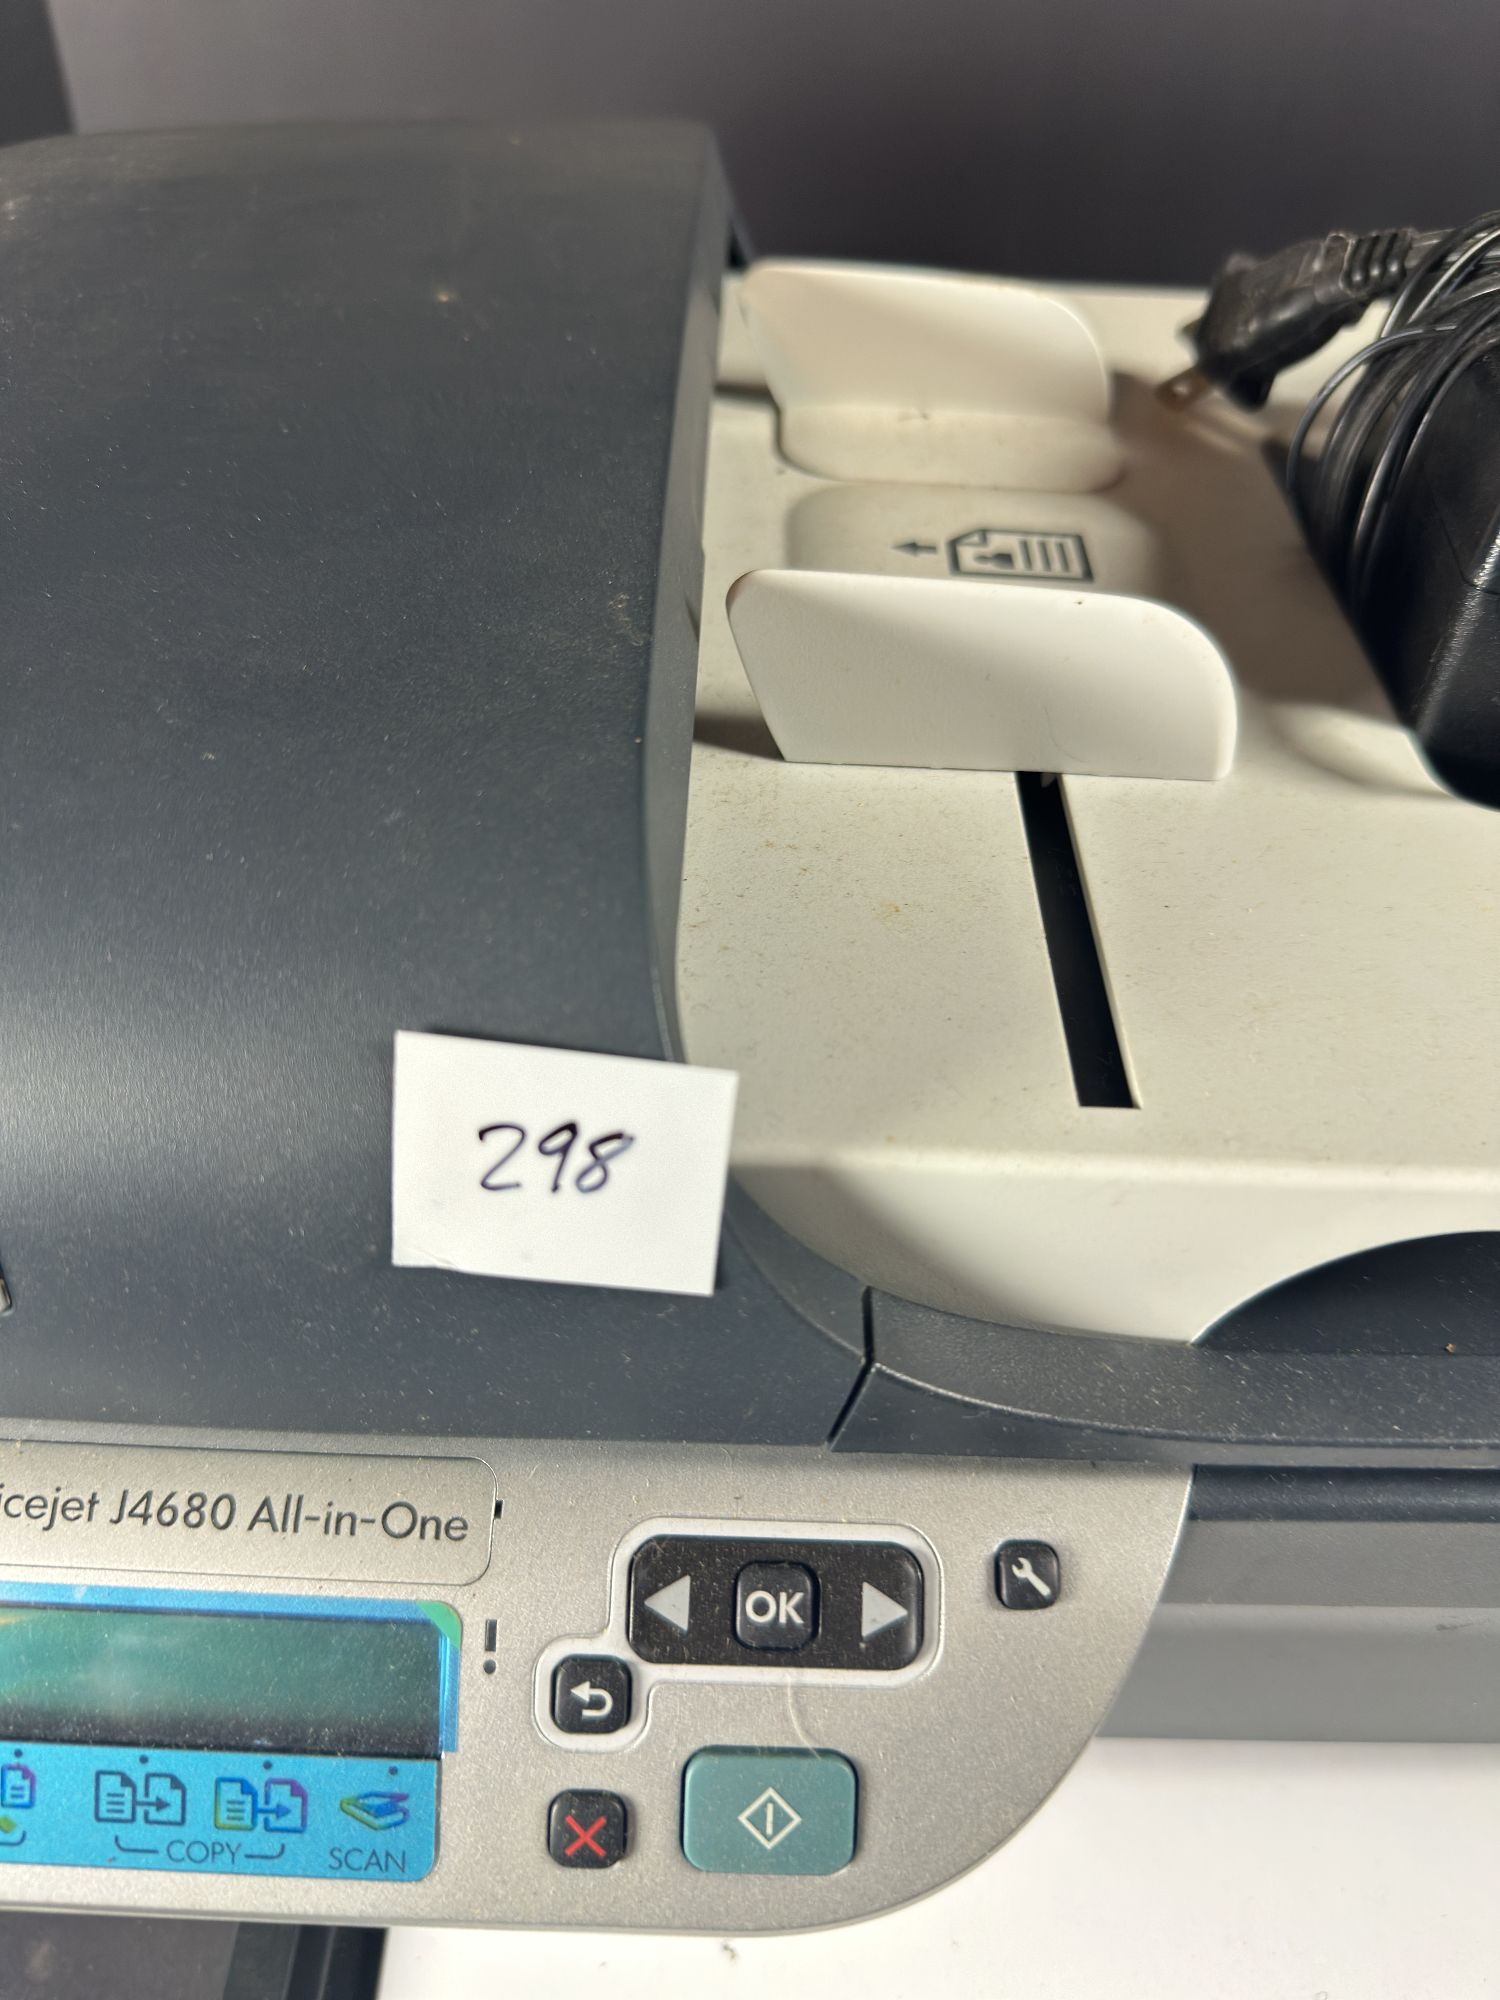 298
icejet J4680 All-in-One
OK
!
COPY
SCAN